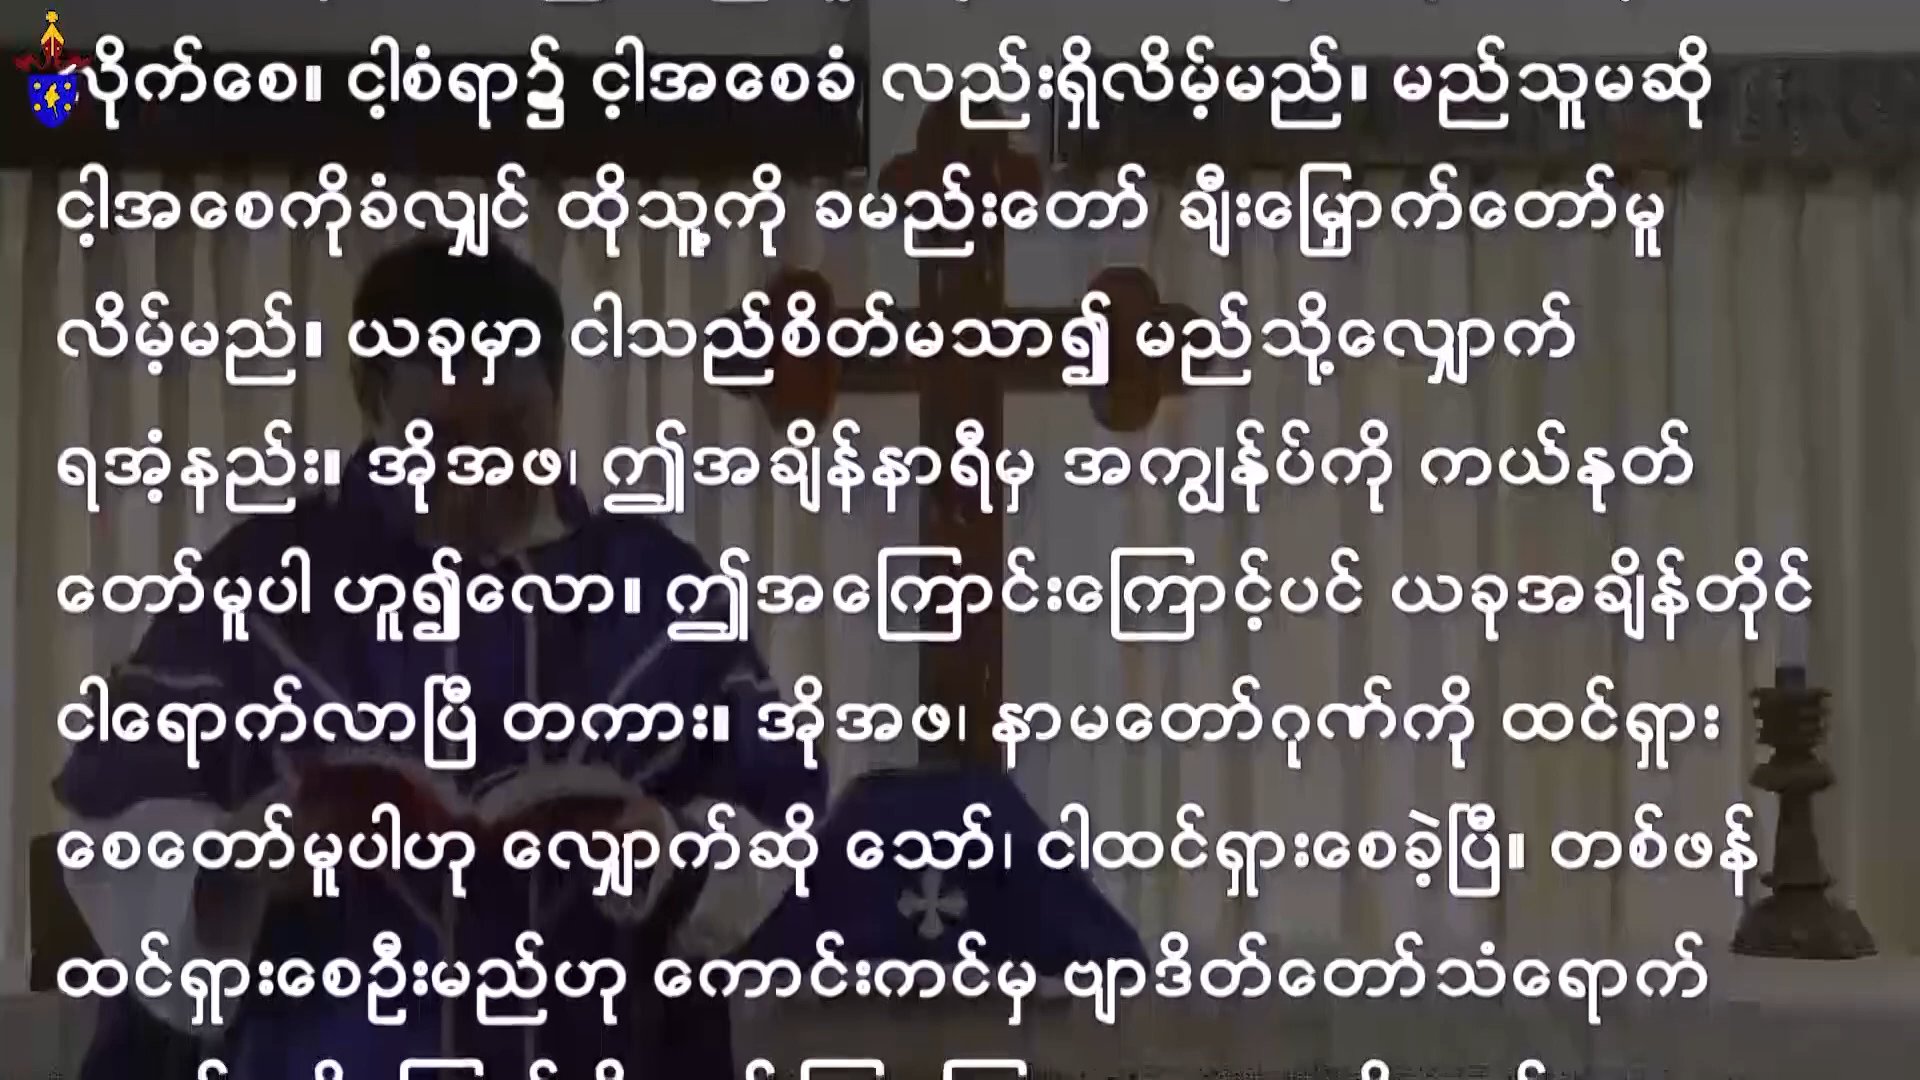 လိုက်စေ။ ငါ့စံရာ၌ ငါ့အစေခံ လည်းရှိလိမ့်မည်။ မည်သူမဆို
ငါ့အစေကိုခံလျှင် ထိုသူ့ကို ခမည်းတော် ချီးမြှောက်တော်မူ
လိမ့်မည်။ ယခုမှာ ငါသည်စိတ်မသာ၍ မည်သို့လျှောက်
ရအံ့နည်း။ အိုအဖ၊ ဤအချိန်နာရီမှ အကျွန်ုပ်ကို ကယ်နုတ်
တော်မူပါ ဟူ၍လော။ ဤအကြောင်းကြောင့်ပင် ယခုအချိန်တိုင်
ငါရောက်လာပြီ တကား။ အိုအဖ၊ နာမတော်ဂုဏ်ကို ထင်ရှား
စေတော်မူပါဟု လျှောက်ဆို သော်၊ ငါထင်ရှားစေခဲ့ပြီ။ တစ်ဖန်
ထင်ရှားစေဦးမည်ဟု ကောင်းကင်မှ ဗျာဒိတ်တော်သံရောက်